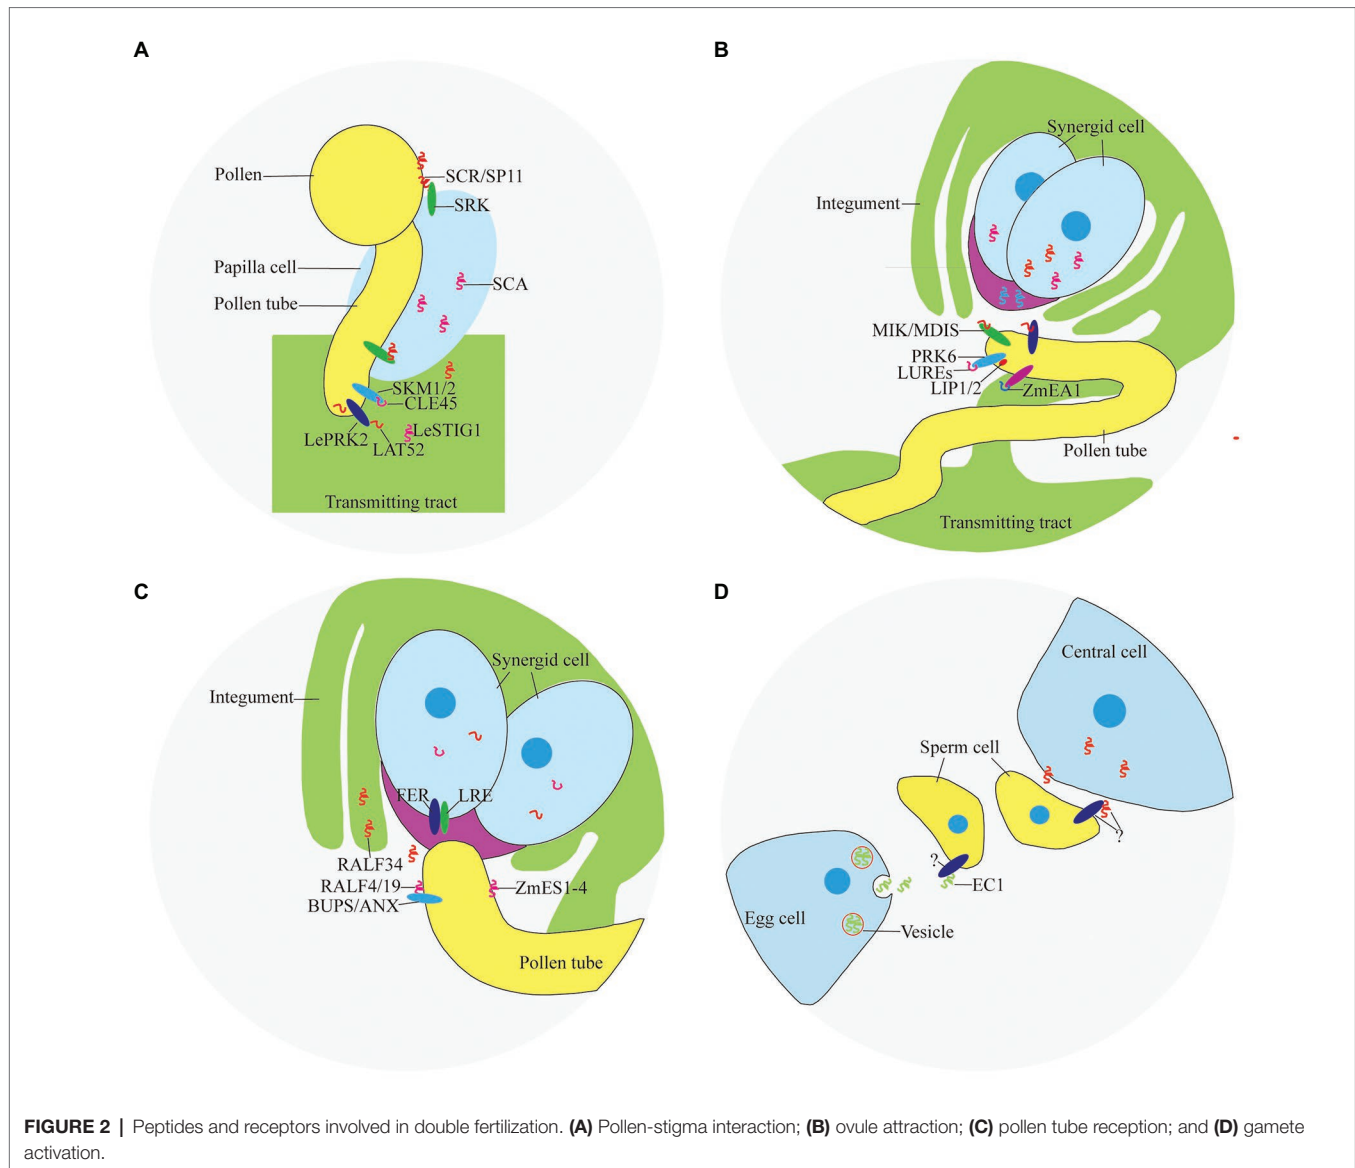 A
Pollen
SCR/SP11
SRK
Papilla cell
SCA
Pollen tube
SKM1/2
CLE45
LePRK2
LeSTIG1
LAT52
Transmitting tract
B
Synergid cell
Integument
MIK/MDIS
PRK6
LUREs
LIP1/2
ZmEA1
Pollen tube
Transmitting tract
C
Synergid cell
Integument
FER
LRE
RALF34
RALF4/19
ZmES1-4
BUPS/ANX
Pollen tube
D
Central cell
Sperm cell
?
?
EC1
Egg cell
Vesicle
FIGURE 2 | Peptides and receptors involved in double fertilization. (A) Pollen-stigma interaction; (B) ovule attraction; (C) pollen tube reception; and (D) gamete
activation.